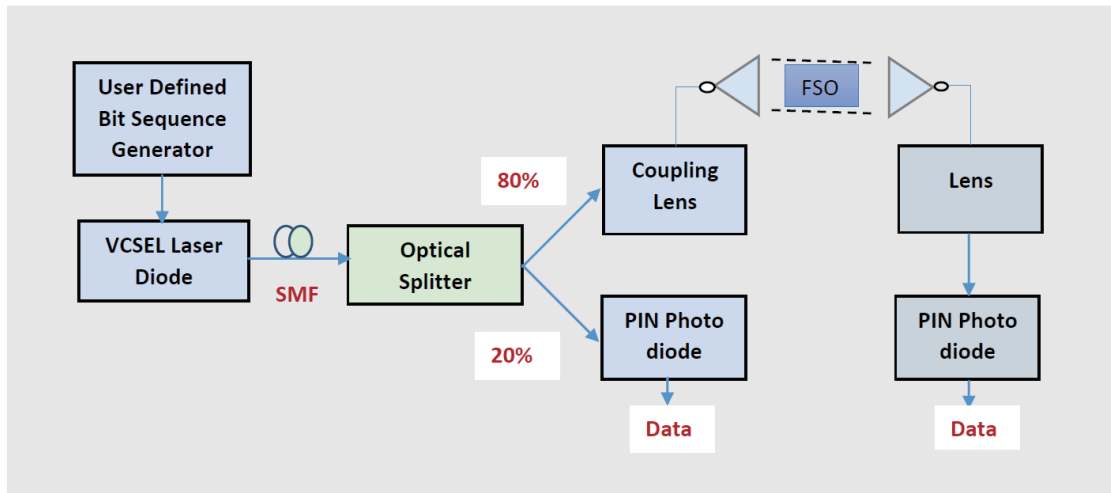 User Defined
Bit Sequence
Generator
VCSEL Laser
Diode
SMF
Optical
Splitter
80%
20%
Coupling
Lens
PIN Photo
diode
Data
FSO
Lens
PIN Photo
diode
Data